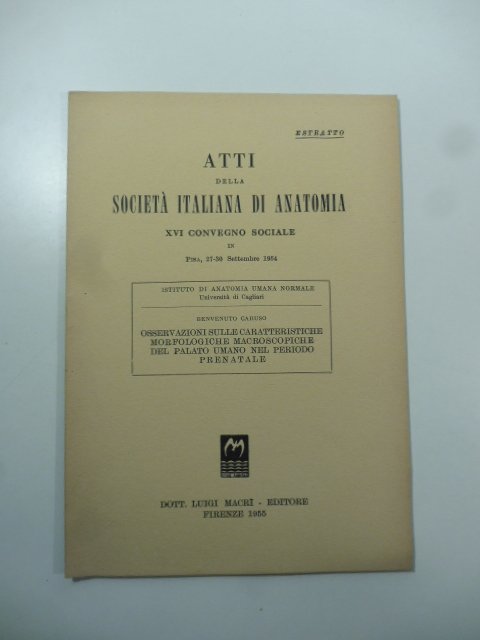 ESTRATTO
ATTI
DELLA
SOCIETÀ ITALIANA DI ANATOMIA
XVI CONVEGNO SOCIALE
IN
PISA, 27-30 Settembre 1954
ISTITUTO DI ANATOMIA UMANA NORMALE
Università di Cagliari
BENVENUTO CARUSO
OSSERVAZIONI SULLE CARATTERISTICHE
MORFOLOGICHE MACROSCOPICHE
DEL PALATO UMANO NEL PERIODO
PRENATALE
DOTT. LUIGI MACRÌ - EDITORE
FIRENZE 1955